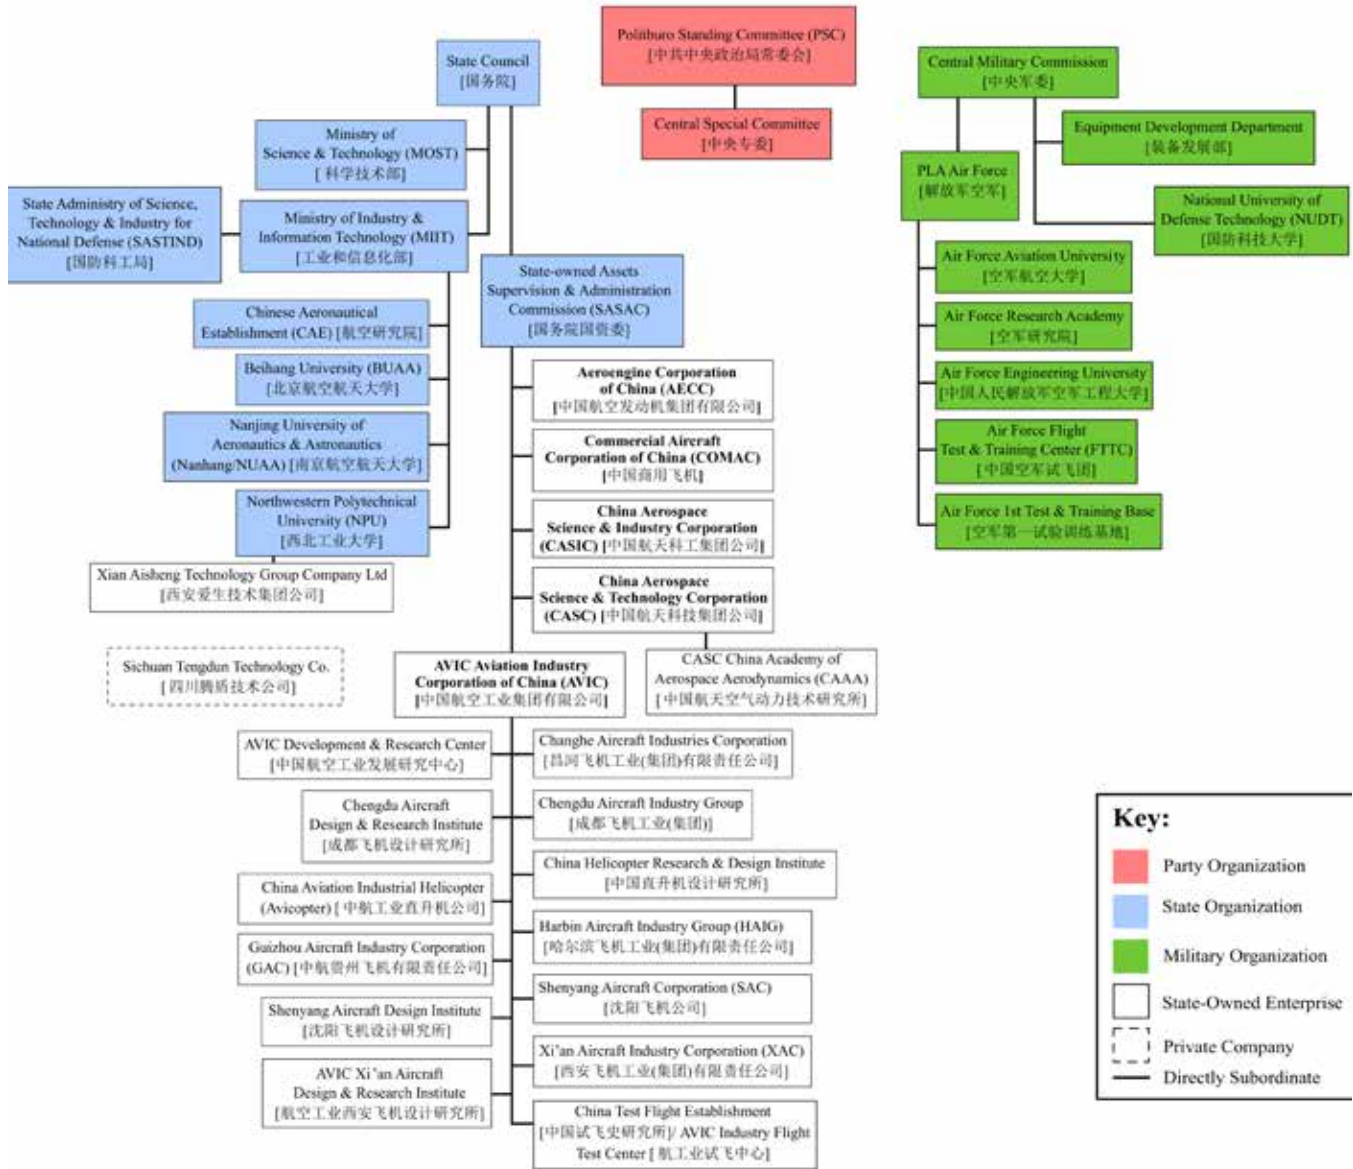 Politburo Standing Committee (PSC)
[中共中央政治局常委会]
Central Special Committee
[中央专委]
State Council
[国务院]
Ministry of
Science & Technology (MOST)
[科学技术部]
State Administry of Science,
Technology & Industry for
National Defense (SASTIND)
[国防科工局]
Ministry of Industry &
Information Technology (MIIT)
[工业和信息化部]
Chinese Aeronautical
Establishment (CAE) [航空研究院]
Beihang University (BUAA)
[北京航空航天大学]
Nanjing University of
Aeronautics & Astronautics
(Nanhang/NUAA) [南京航空航天大学]
Northwestern Polytechnical
University (NPU)
[西北工业大学]
Xian Aisheng Technology Group Company Ltd
[西安爱生技术集团公司]
Sichuan Tengdun Technology Co.
[四川腾盾技术公司]
State-owned Assets
Supervision & Administration
Commission (SASAC)
[国务院国资委]
Aeroengine Corporation
of China (AECC)
[中国航空发动机集团有限公司]
Commercial Aircraft
Corporation of China (COMAC)
[中国商用飞机]
China Aerospace
Science & Industry Corporation
(CASIC) [中国航天科工集团公司]
China Aerospace
Science & Technology Corporation
(CASC) [中国航天科技集团公司]
CASC China Academy of
Aerospace Aerodynamics (CAAA)
[中国航天空气动力技术研究所]
AVIC Aviation Industry
Corporation of China (AVIC)
[中国航空工业集团有限公司]
AVIC Development & Research Center
[中国航空工业发展研究中心]
Chengdu Aircraft
Design & Research Institute
[成都飞机设计研究所]
China Aviation Industrial Helicopter
(Avicopter) [中航工业直升机公司]
Guizhou Aircraft Industry Corporation
(GAC) [中航贵州飞机有限责任公司]
Shenyang Aircraft Design Institute
[沈阳飞机设计研究所]
AVIC Xi'an Aircraft
Design & Research Institute
[航空工业西安飞机设计研究所]
Changhe Aircraft Industries Corporation
[昌河飞机工业(集团)有限责任公司]
Chengdu Aircraft Industry Group
[成都飞机工业(集团)]
China Helicopter Research & Design Institute
[中国直升机设计研究所]
Harbin Aircraft Industry Group (HAIG)
[哈尔滨飞机工业(集团)有限责任公司]
Shenyang Aircraft Corporation (SAC)
[沈阳飞机公司]
Xi'an Aircraft Industry Corporation (XAC)
[西安飞机工业(集团)有限责任公司]
China Test Flight Establishment
[中国试飞史研究所]/ AVIC Industry Flight
Test Center [航工业试飞中心]
Central Military Commission
[中央军委]
Equipment Development Department
[装备发展部]
PLA Air Force
[解放军空军]
National University of
Defense Technology (NUDT)
[国防科技大学]
Air Force Aviation University
[空军航空大学]
Air Force Research Academy
[空军研究院]
Air Force Engineering University
[中国人民解放军空军工程大学]
Air Force Flight
Test & Training Center (FTTC)
[中国空军试飞团]
Air Force 1st Test & Training Base
[空军第一试验训练基地]
Key:
Party Organization
State Organization
Military Organization
State-Owned Enterprise
Private Company
Directly Subordinate